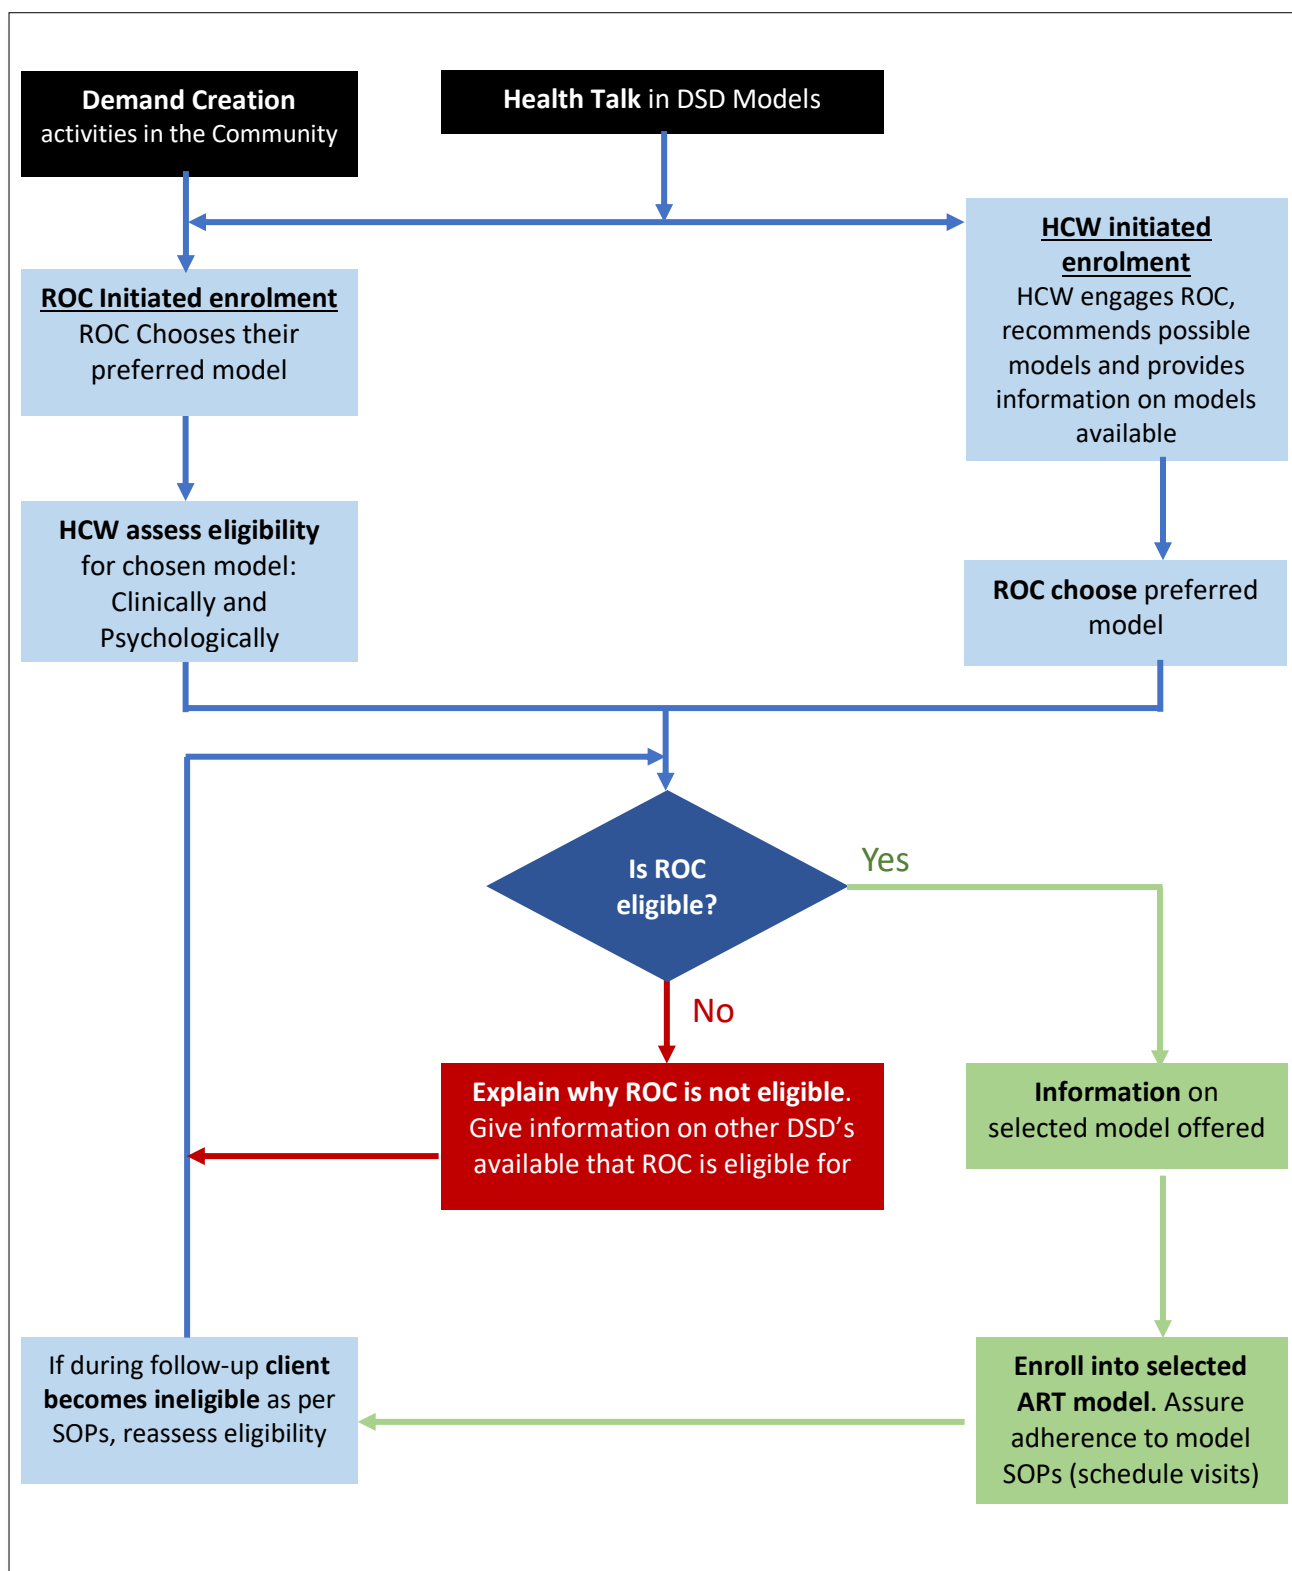 Demand Creation
activities in the Community
Health Talk in DSD Models
ROC Initiated enrolment
ROC Chooses their
preferred model
HCW initiated
enrolment
HCW engages ROC,
recommends possible
models and provides
information on models
available
HCW assess eligibility
for chosen model:
Clinically and
Psychologically
ROC choose preferred
model
Is ROC
eligible?
Yes
No
Explain why ROC is not eligible.
Give information on other DSD’s
available that ROC is eligible for
Information on
selected model offered
If during follow-up client
becomes ineligible as per
SOPs, reassess eligibility
Enroll into selected
ART model. Assure
adherence to model
SOPs (schedule visits)